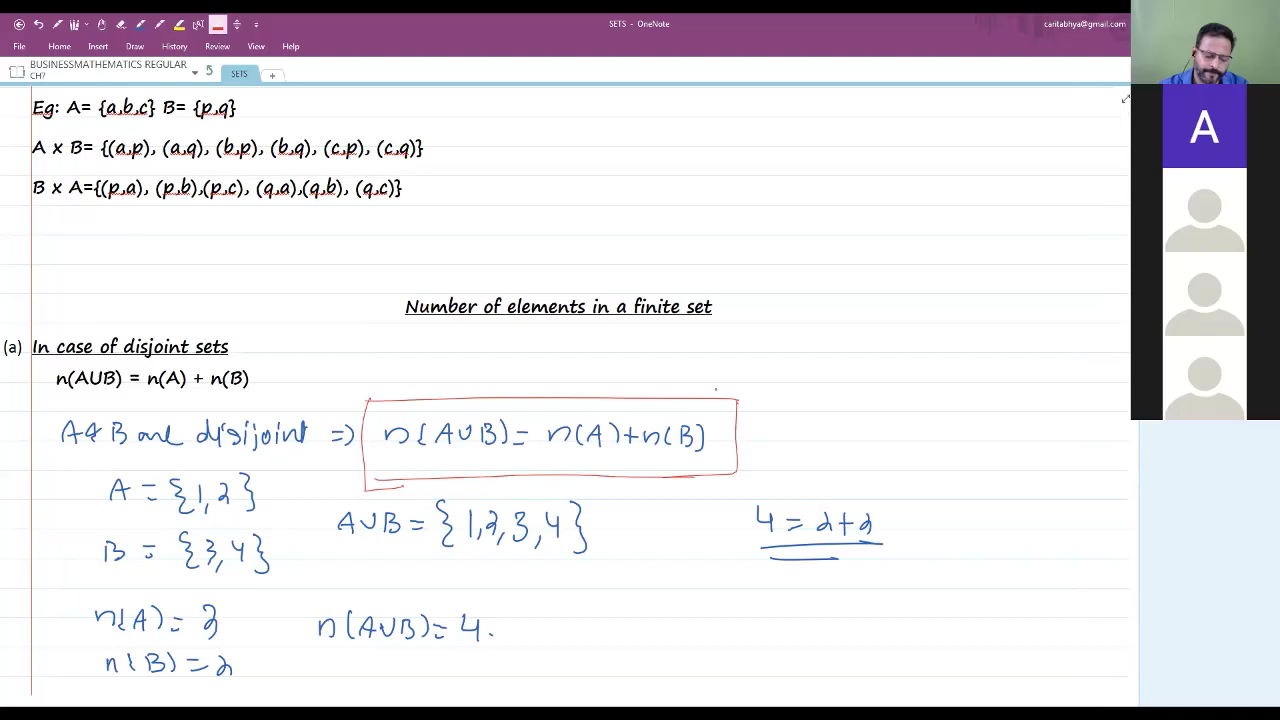 SETS - OneNote
cantabhya@gmail.com
File Home Insert Draw History Review View Help
BUSINESSMATHEMATICS REGULAR
CH7
SETS
Eg: A= {a,b,c} B= {p,q}
A x B= {(a,p), (a,q), (b,p), (b,q), (c,p), (c,q)}
B x A={(p,a), (p,b),(p,c), (q,a),(q,b), (q,c)}
A
Number of elements in a finite set
(a) In case of disjoint sets
n(AUB) = n(A) + n(B)
A & B are disijoint => n(A∪B) = n(A)+n(B)
A = {1,2}
A∪B = {1,2,3,4}
4 = 2+2
B = {3,4}
n(A) = 2
n(A∪B) = 4.
n(B) = 2